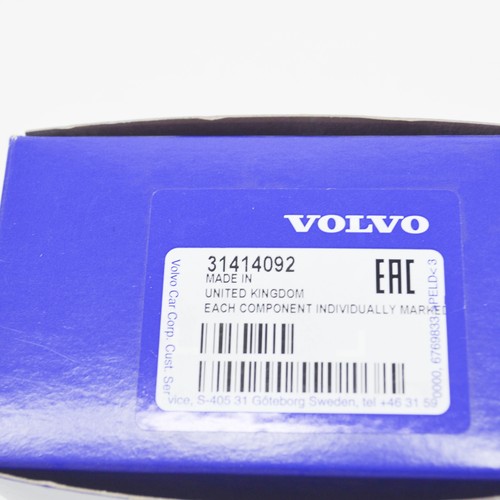 VOLVO
31414092
EAC
MADE IN
UNITED KINGDOM
EACH COMPONENT INDIVIDUALLY MARKED
Volvo Car Corp. Cust. Service, S-405 31 Göteborg Sweden, tel +46 31 59 0000, 6769833 >PELD< 3